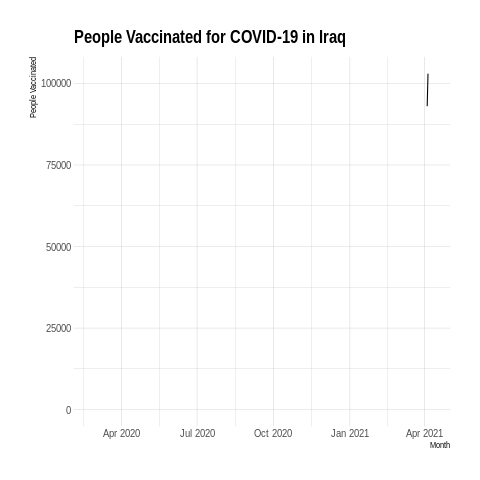 People Vaccinated for COVID-19 in Iraq
People Vaccinated
100000
75000
50000
25000
0
Apr 2020 Jul 2020 Oct 2020 Jan 2021 Apr 2021
Month